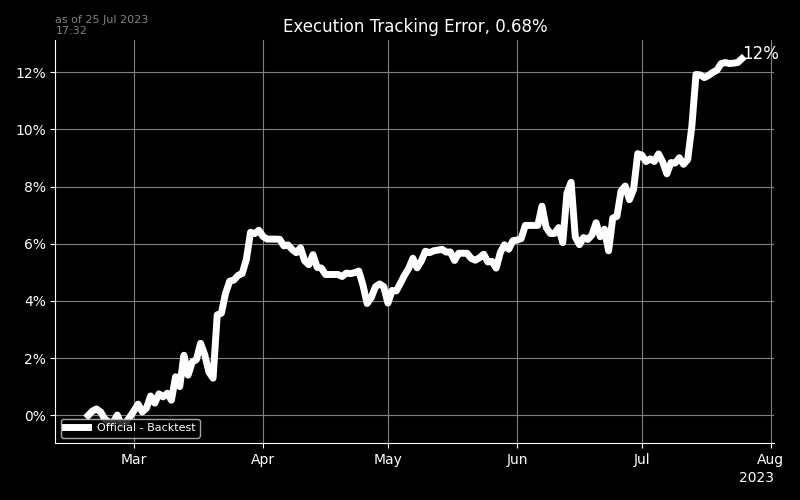 as of 25 Jul 2023
17:32
Execution Tracking Error, 0.68%
12%
12%
10%
8%
6%
4%
2%
0%
Official - Backtest
Mar
Apr
May
Jun
Jul
Aug
2023